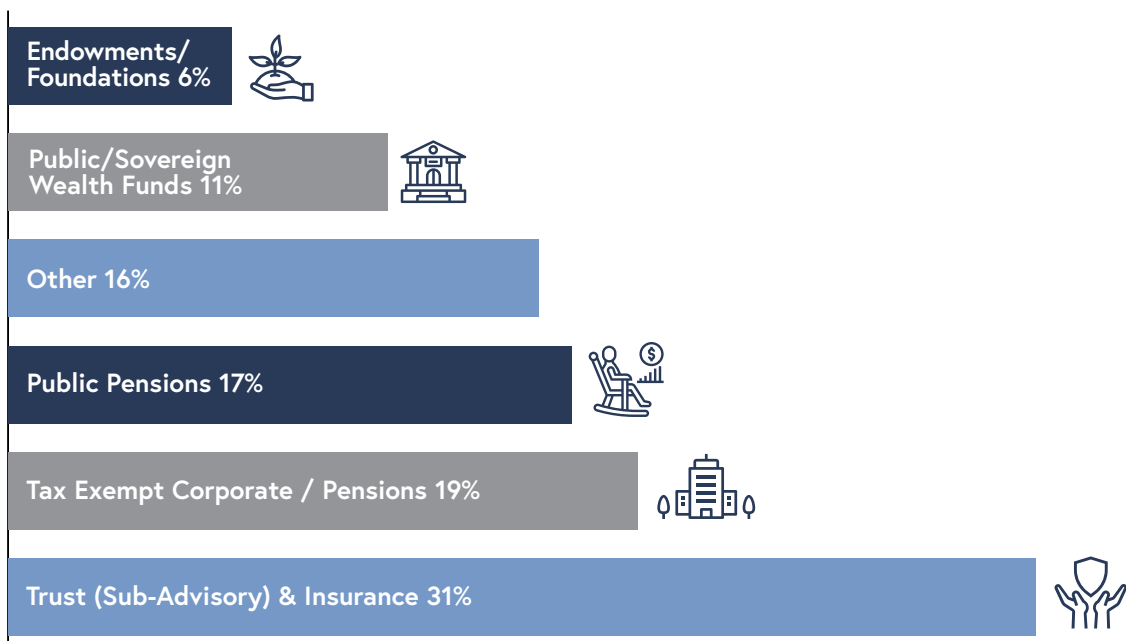 Endowments/
Foundations 6%
Public/Sovereign
Wealth Funds 11%
Other 16%
$
Public Pensions 17%
Tax Exempt Corporate / Pensions 19%
Trust (Sub-Advisory) & Insurance 31%